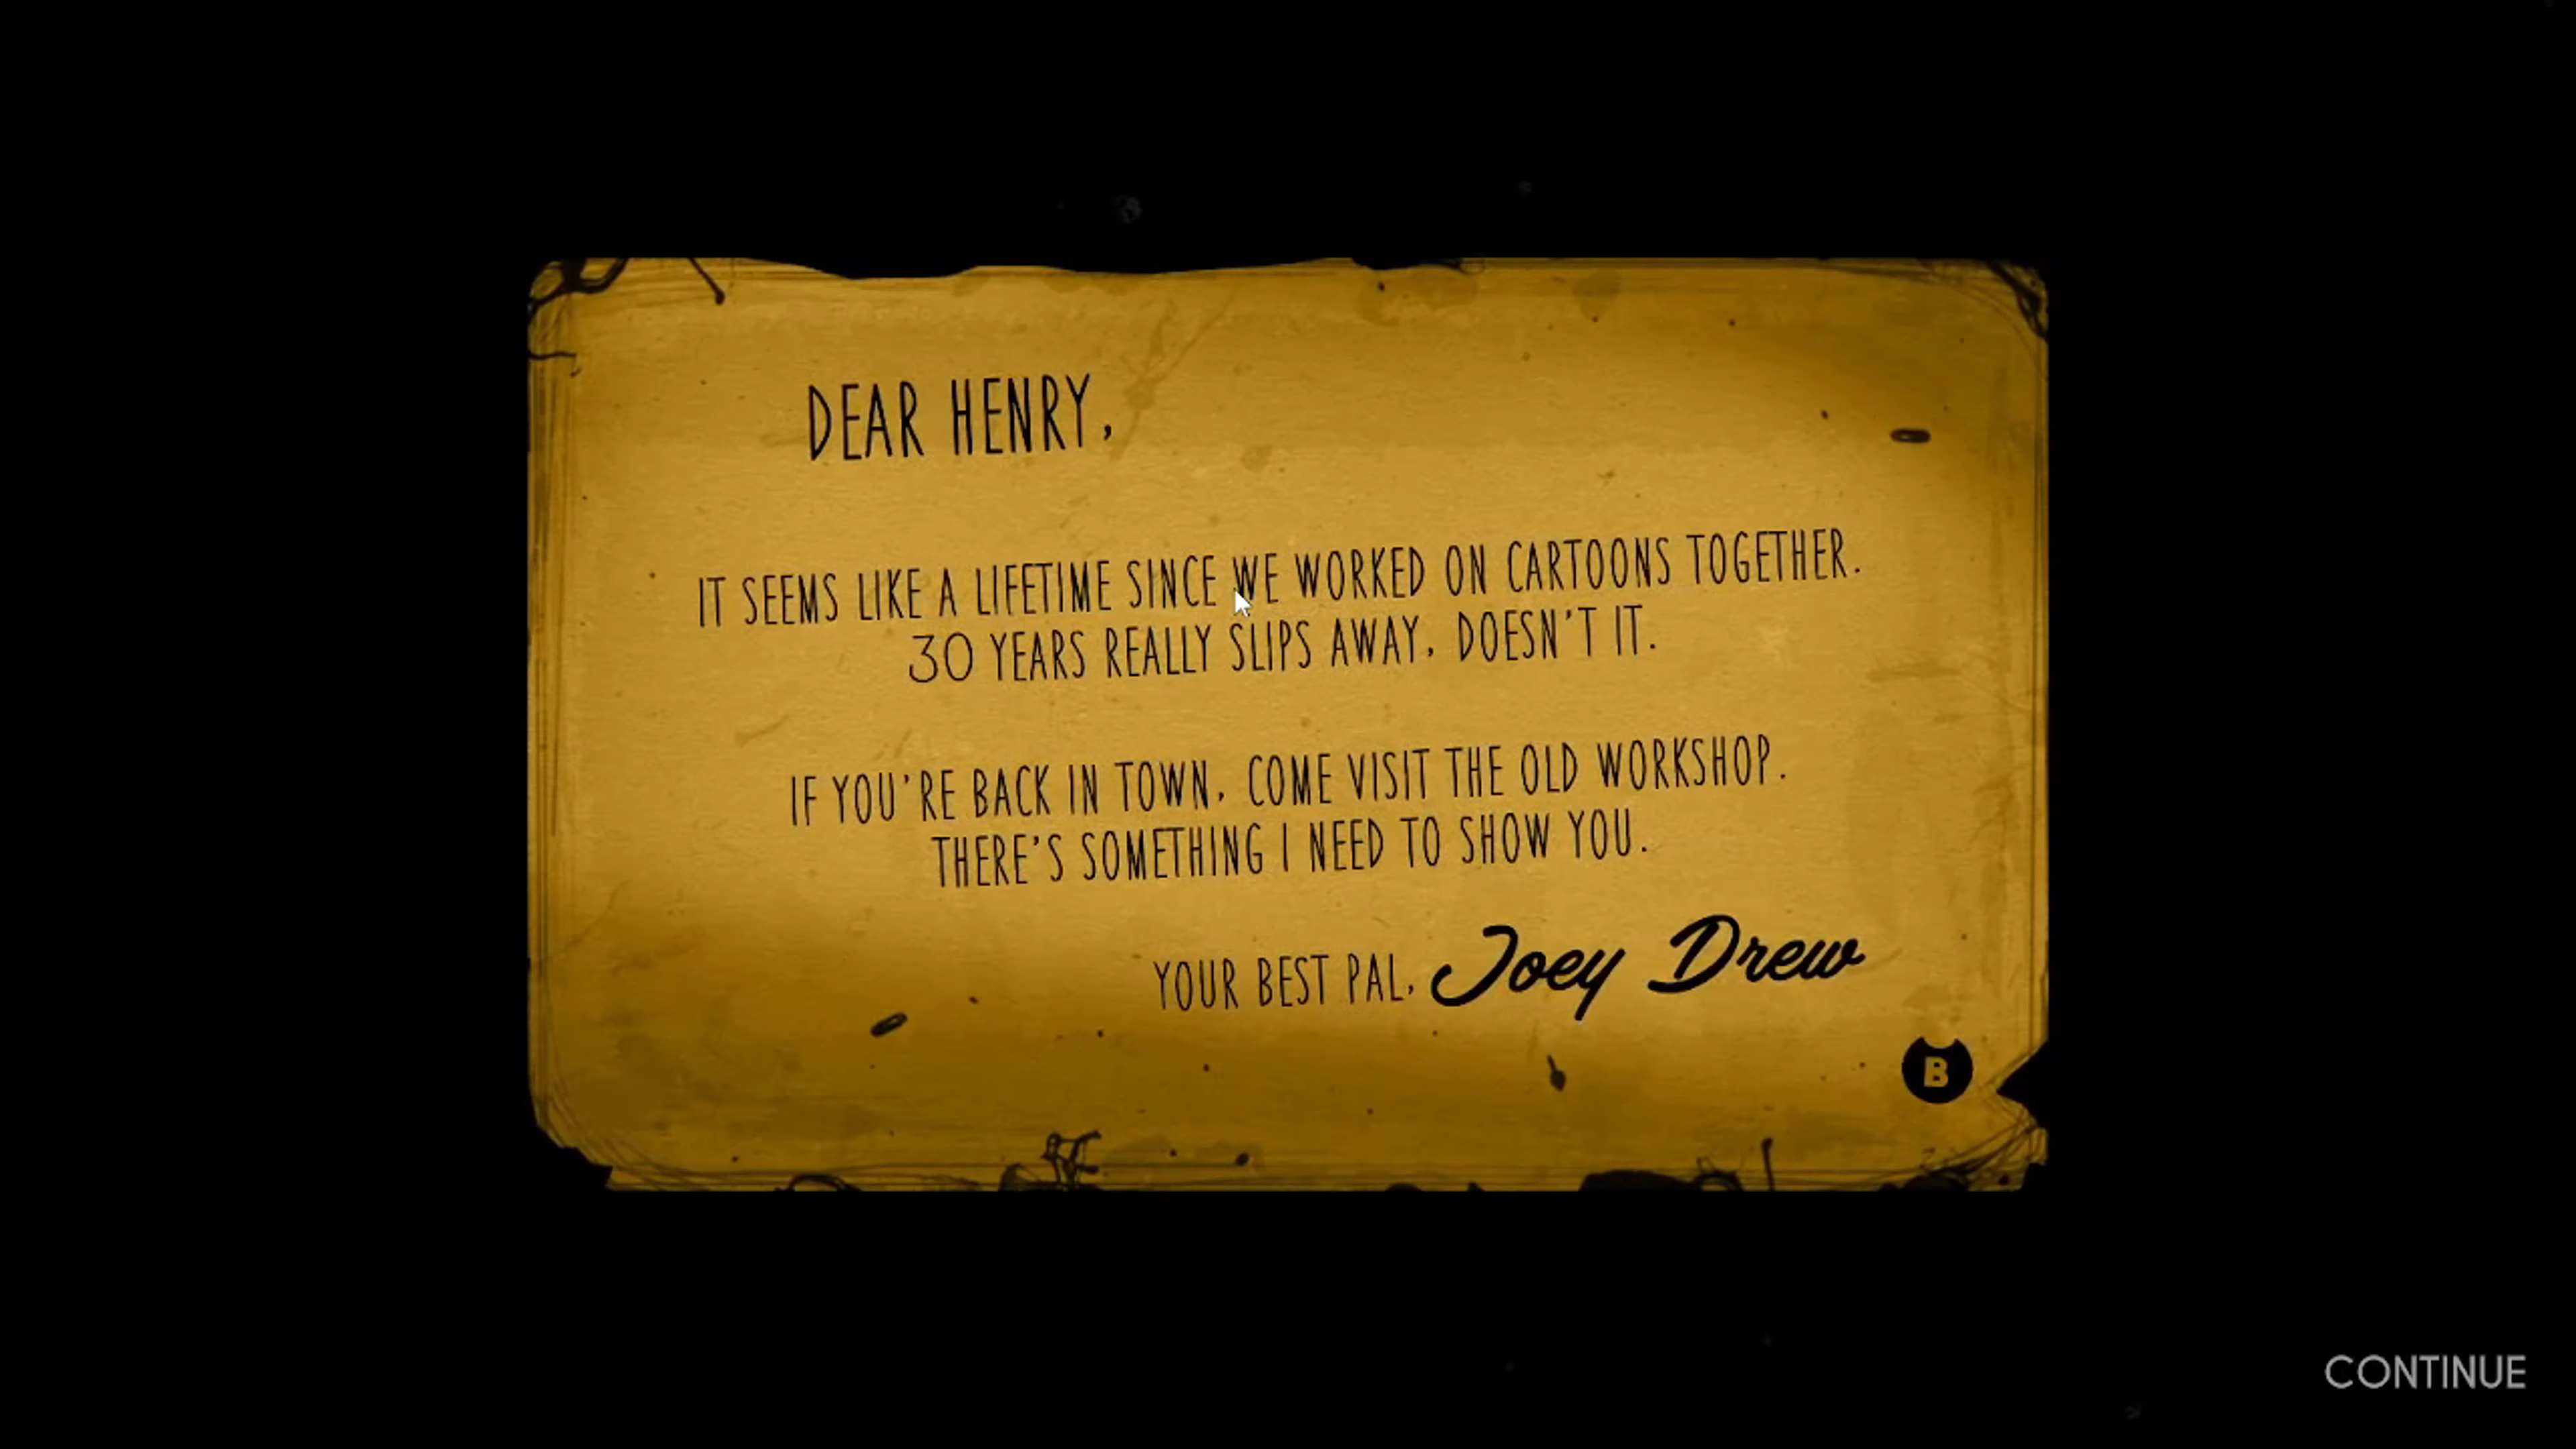 DEAR HENRY,
IT SEEMS LIKE A LIFETIME SINCE WE WORKED ON CARTOONS TOGETHER.
30 YEARS REALLY SLIPS AWAY, DOESN'T IT.
IF YOU'RE BACK IN TOWN, COME VISIT THE OLD WORKSHOP.
THERE'S SOMETHING I NEED TO SHOW YOU.
YOUR BEST PAL, Joey Drew
B
CONTINUE